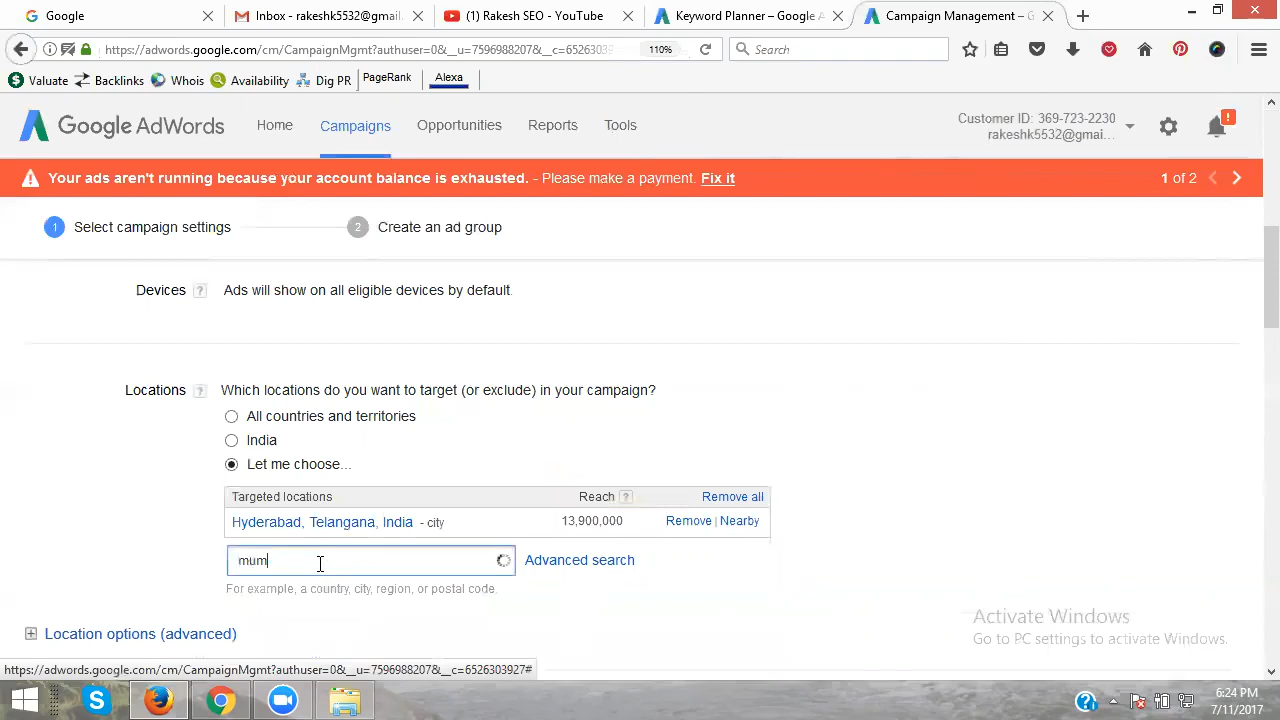 Google
Inbox - rakeshk5532@gmail.
(1) Rakesh SEO - YouTube
Keyword Planner – Google A
Campaign Management – G
https://adwords.google.com/cm/CampaignMgmt?authuser=0&__u=7596988207&__c=6526303927
110%
Search
Valuate
Backlinks
Whois
Availability
Dig PR
PageRank
Alexa
Google AdWords
Home
Campaigns
Opportunities
Reports
Tools
Customer ID: 369-723-2230
rakeshk5532@gmai...
Your ads aren't running because your account balance is exhausted. - Please make a payment. Fix it
1 of 2
1 Select campaign settings
2 Create an ad group
Devices ? Ads will show on all eligible devices by default.
Locations ? Which locations do you want to target (or exclude) in your campaign?
All countries and territories
India
Let me choose...
Targeted locations Reach ? Remove all
Hyderabad, Telangana, India - city 13,900,000 Remove | Nearby
mum
Advanced search
For example, a country, city, region, or postal code.
Activate Windows
Go to PC settings to activate Windows.
Location options (advanced)
https://adwords.google.com/cm/CampaignMgmt?authuser=0&__u=7596988207&__c=6526303927#
6:24 PM
7/11/2017